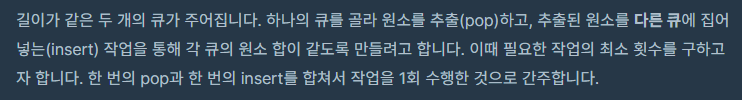 길이가 같은 두 개의 큐가 주어집니다. 하나의 큐를 골라 원소를 추출(pop)하고, 추출된 원소를 다른 큐에 집어
넣는(insert) 작업을 통해 각 큐의 원소 합이 같도록 만들려고 합니다. 이때 필요한 작업의 최소 횟수를 구하고
자 합니다. 한 번의 pop과 한 번의 insert를 합쳐서 작업을 1회 수행한 것으로 간주합니다.